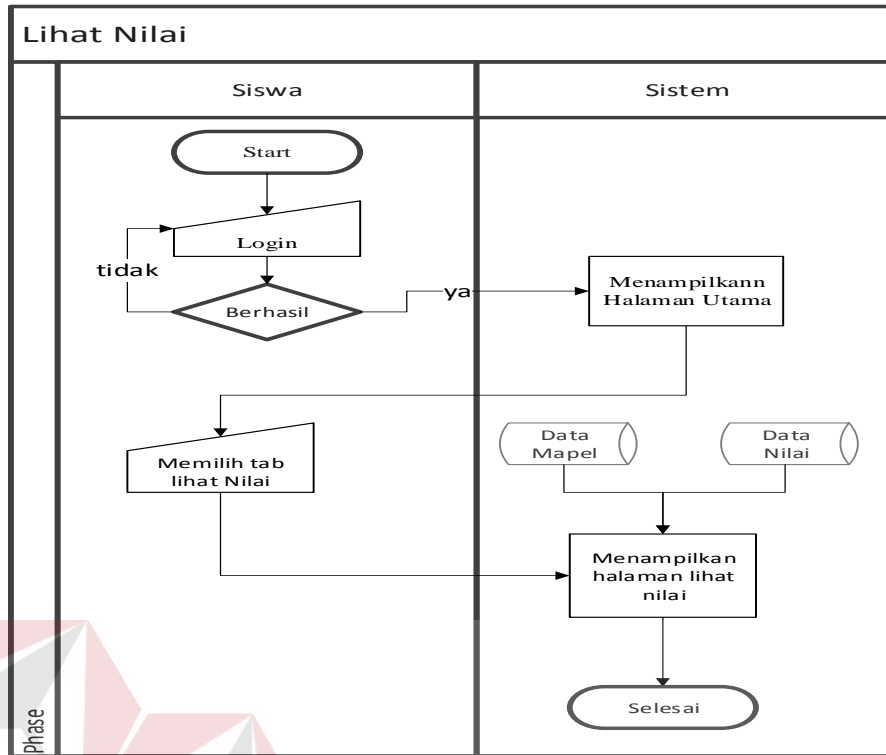 Lihat Nilai
Siswa
Sistem
Start
Login
tidak
Berhasil
ya
Menampilkann
Halaman Utama
Memilih tab
lihat Nilai
Data
Mapel
Data
Nilai
Menampilkan
halaman lihat
nilai
Selesai
Phase